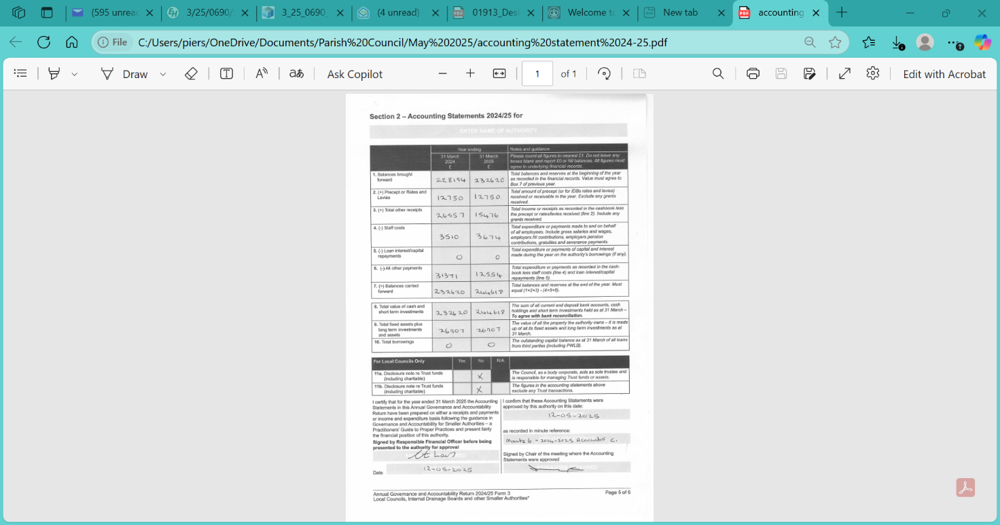 (595 unrea
3/25/0690/
3_25_0690_
(4 unread)
01913_Desi
Welcome to
New tab
accounting
File C:/Users/piers/OneDrive/Documents/Parish%20Council/May%202025/accounting%20statement%2024-25.pdf
Draw
Ask Copilot
1 of 1
Edit with Acrobat
Section 2 – Accounting Statements 2024/25 for
ENTER NAME OF AUTHORITY
Year ending
Notes and guidance
31 March 2024 £
31 March 2025 £
Please round all figures to nearest £1. Do not leave any
boxes blank and report £0 or Nil balances. All figures must
agree to underlying financial records.
1. Balances brought
forward
228194 232620
Total balances and reserves at the beginning of the year
as recorded in the financial records. Value must agree to
Box 7 of previous year.
2. (+) Precept or Rates and
Levies
12750 12750
Total amount of precept (or for IDBs rates and levies)
received or receivable in the year. Exclude any grants
received.
3. (+) Total other receipts
26557 15476
Total income or receipts as recorded in the cashbook less
the precept or rates/levies received (line 2). Include any
grants received.
4. (-) Staff costs
3510 3674
Total expenditure or payments made to and on behalf
of all employees. Include gross salaries and wages,
employers NI contributions, employers pension
contributions, gratuities and severance payments.
5. (-) Loan interest/capital
repayments
0 0
Total expenditure or payments of capital and interest
made during the year on the authority's borrowings (if any).
6. (-) All other payments
31371 12554
Total expenditure or payments as recorded in the cash-
book less staff costs (line 4) and loan interest/capital
repayments (line 5).
7. (=) Balances carried
forward
232620 244618
Total balances and reserves at the end of the year. Must
equal (1+2+3) - (4+5+6).
8. Total value of cash and
short term investments
232620 244618
The sum of all current and deposit bank accounts, cash
holdings and short term investments held as at 31 March –
To agree with bank reconciliation.
9. Total fixed assets plus
long term investments
and assets
26907 26907
The value of all the property the authority owns – it is made
up of all its fixed assets and long term investments as at
31 March.
10. Total borrowings
0 0
The outstanding capital balance as at 31 March of all loans
from third parties (including PWLB).
For Local Councils Only Yes No N/A
11a. Disclosure note re Trust funds
(including charitable)
X
The Council, as a body corporate, acts as sole trustee and
is responsible for managing Trust funds or assets.
11b. Disclosure note re Trust funds
(including charitable)
X
The figures in the accounting statements above
exclude any Trust transactions.
I certify that for the year ended 31 March 2025 the Accounting
Statements in this Annual Governance and Accountability
Return have been prepared on either a receipts and payments
or income and expenditure basis following the guidance in
Governance and Accountability for Smaller Authorities – a
Practitioners' Guide to Proper Practices and present fairly
the financial position of this authority.
Signed by Responsible Financial Officer before being
presented to the authority for approval
Date 12-05-2025
I confirm that these Accounting Statements were
approved by this authority on this date:
12-05-2025
as recorded in minute reference:
Minute 6 - 2024-2025 Accounts c.
Signed by Chair of the meeting where the Accounting
Statements were approved
Annual Governance and Accountability Return 2024/25 Form 3
Local Councils, Internal Drainage Boards and other Smaller Authorities*
Page 5 of 6